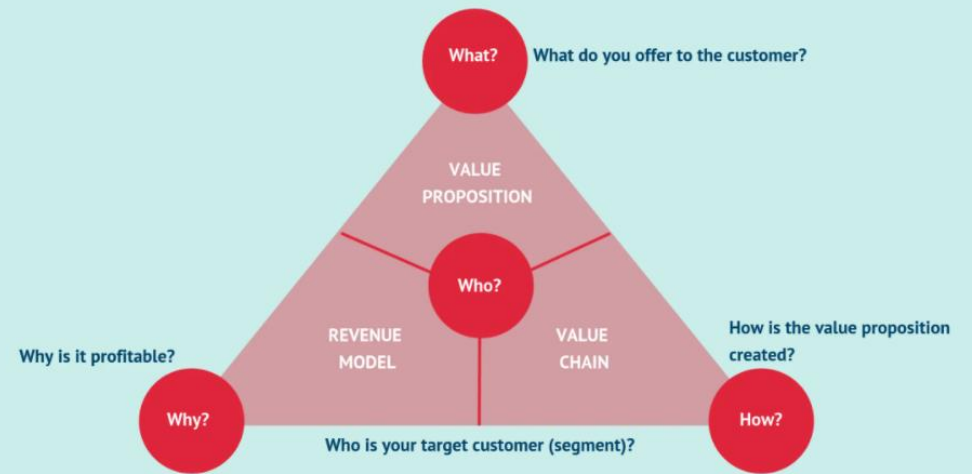 What?
What do you offer to the customer?
VALUE
PROPOSITION
Who?
REVENUE
MODEL
VALUE
CHAIN
Why is it profitable?
How is the value proposition
created?
Why?
How?
Who is your target customer (segment)?